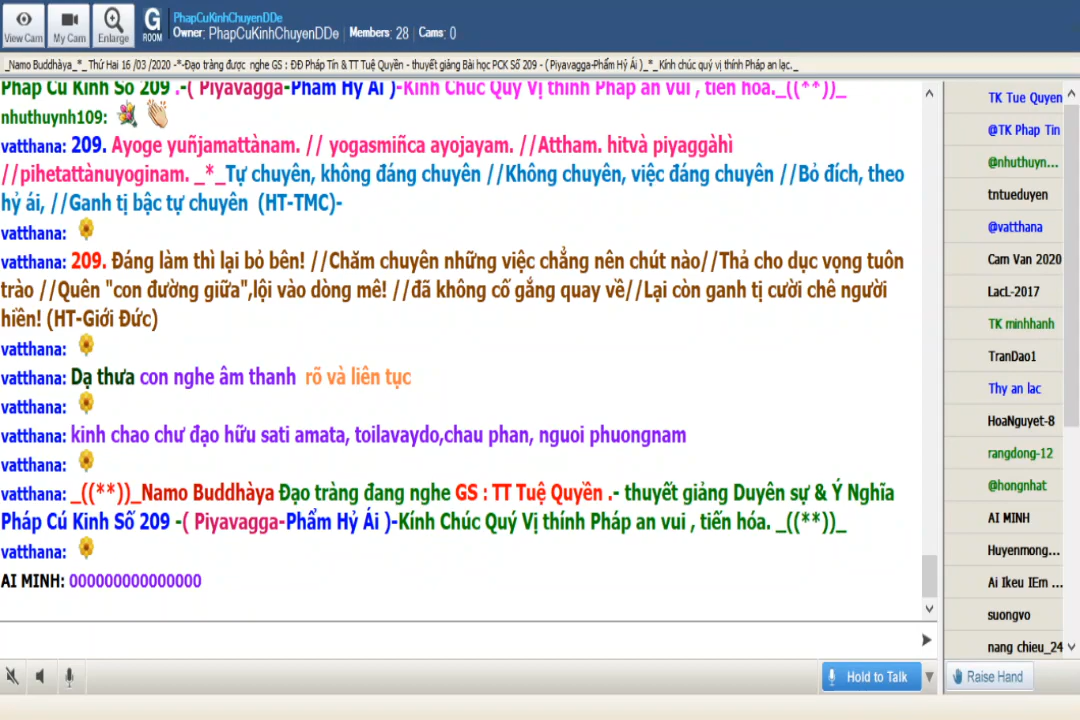 PhapCuKinhChuyenDDe
View Cam My Cam Enlarge G ROOM Owner: PhapCuKinhChuyenDDe | Members: 28 | Cams: 0
_Namo Buddhàya_*_ Thứ Hai 16 /03 /2020 -*-Đạo tràng được nghe GS : ĐĐ Pháp Tín & TT Tuệ Quyền - thuyết giảng Bài học PCK Số 209 - ( Piyavagga-Phẩm Hỷ Ái )_*_ Kính chúc quý vị thính Pháp an lạc._
Pháp Cú Kinh Số 209 .-( Piyavagga-Phẩm Hỷ Ái )-Kính Chúc Quý Vị thính Pháp an vui , tiến hóa._((**))_
nhuthuynh109:
vatthana: 209. Ayoge yuñjamattànam. // yogasmiñca ayojayam. //Attham. hitvà piyaggàhì
//pihetattànuyoginam. _*_Tự chuyên, không đáng chuyên //Không chuyên, việc đáng chuyên //Bỏ đích, theo
hỷ ái, //Ganh tị bậc tự chuyên (HT-TMC)-
vatthana:
vatthana: 209. Đáng làm thì lại bỏ bên! //Chăm chuyên những việc chẳng nên chút nào//Thả cho dục vọng tuôn
trào //Quên "con đường giữa",lội vào dòng mê! //đã không cố gắng quay về//Lại còn ganh tị cười chê người
hiền! (HT-Giới Đức)
vatthana:
vatthana: Dạ thưa con nghe âm thanh rõ và liên tục
vatthana:
vatthana: kinh chao chư đạo hữu sati amata, toilavaydo,chau phan, nguoi phuongnam
vatthana:
vatthana: _((**))_Namo Buddhàya Đạo tràng đang nghe GS : TT Tuệ Quyền .- thuyết giảng Duyên sự & Ý Nghĩa
Pháp Cú Kinh Số 209 -( Piyavagga-Phẩm Hỷ Ái )-Kính Chúc Quý Vị thính Pháp an vui , tiến hóa. _((**))_
vatthana:
AI MINH: 000000000000000
TK Tue Quyen
@TK Phap Tin
@nhuthuyn...
tntueduyen
@vatthana
Cam Van 2020
LacL-2017
TK minhhanh
TranDao1
Thy an lac
HoaNguyet-8
rangdong-12
@hongnhat
AI MINH
Huyenmong...
Ai Ikeu IEm ...
suongvo
nang chieu_24
Hold to Talk
Raise Hand